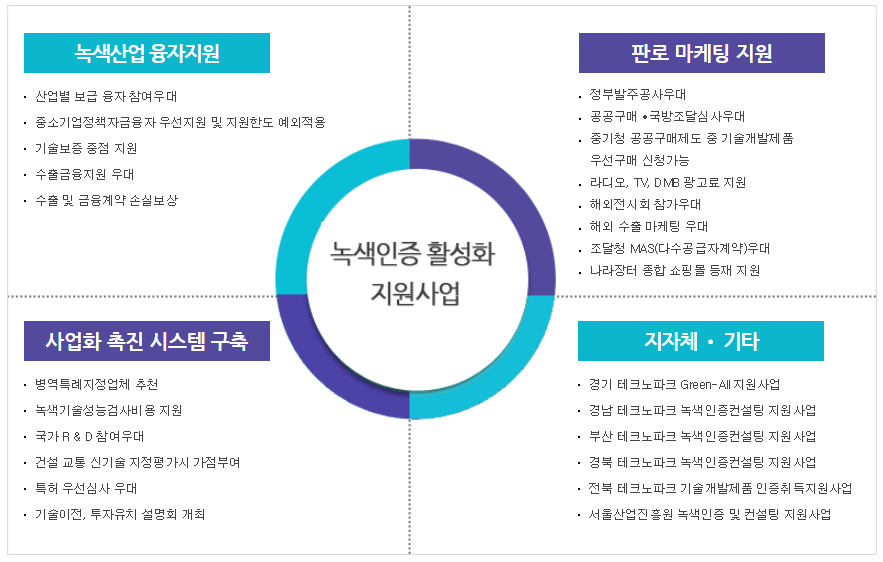 녹색산업 융자지원
· 산업별 보급 융자 참여우대
· 중소기업정책자금융자 우선지원 및 지원한도 예외적용
· 기술보증 중점 지원
· 수출금융지원 우대
· 수출 및 금융계약 손실보상
판로 마케팅 지원
· 정부발주공사우대
· 공공구매 •국방조달심사우대
· 중기청 공공구매제도 중 기술개발제품
우선구매 신청가능
· 라디오, TV, DMB 광고료 지원
· 해외전시회 참가우대
· 해외 수출 마케팅 우대
· 조달청 MAS(다수공급자계약)우대
· 나라장터 종합 쇼핑몰 등재 지원
녹색인증 활성화
지원사업
사업화 촉진 시스템 구축
· 병역특례지정업체 추천
· 녹색기술성능검사비용 지원
· 국가 R & D 참여우대
· 건설 교통 신기술 지정평가시 가점부여
· 특허 우선심사 우대
· 기술이전, 투자유치 설명회 개최
지자체 • 기타
· 경기 테크노파크 Green-All 지원사업
· 경남 테크노파크 녹색인증컨설팅 지원사업
· 부산 테크노파크 녹색인증컨설팅 지원사업
· 경북 테크노파크 녹색인증컨설팅 지원사업
· 전북 테크노파크 기술개발제품 인증취득지원사업
· 서울산업진흥원 녹색인증 및 컨설팅 지원사업